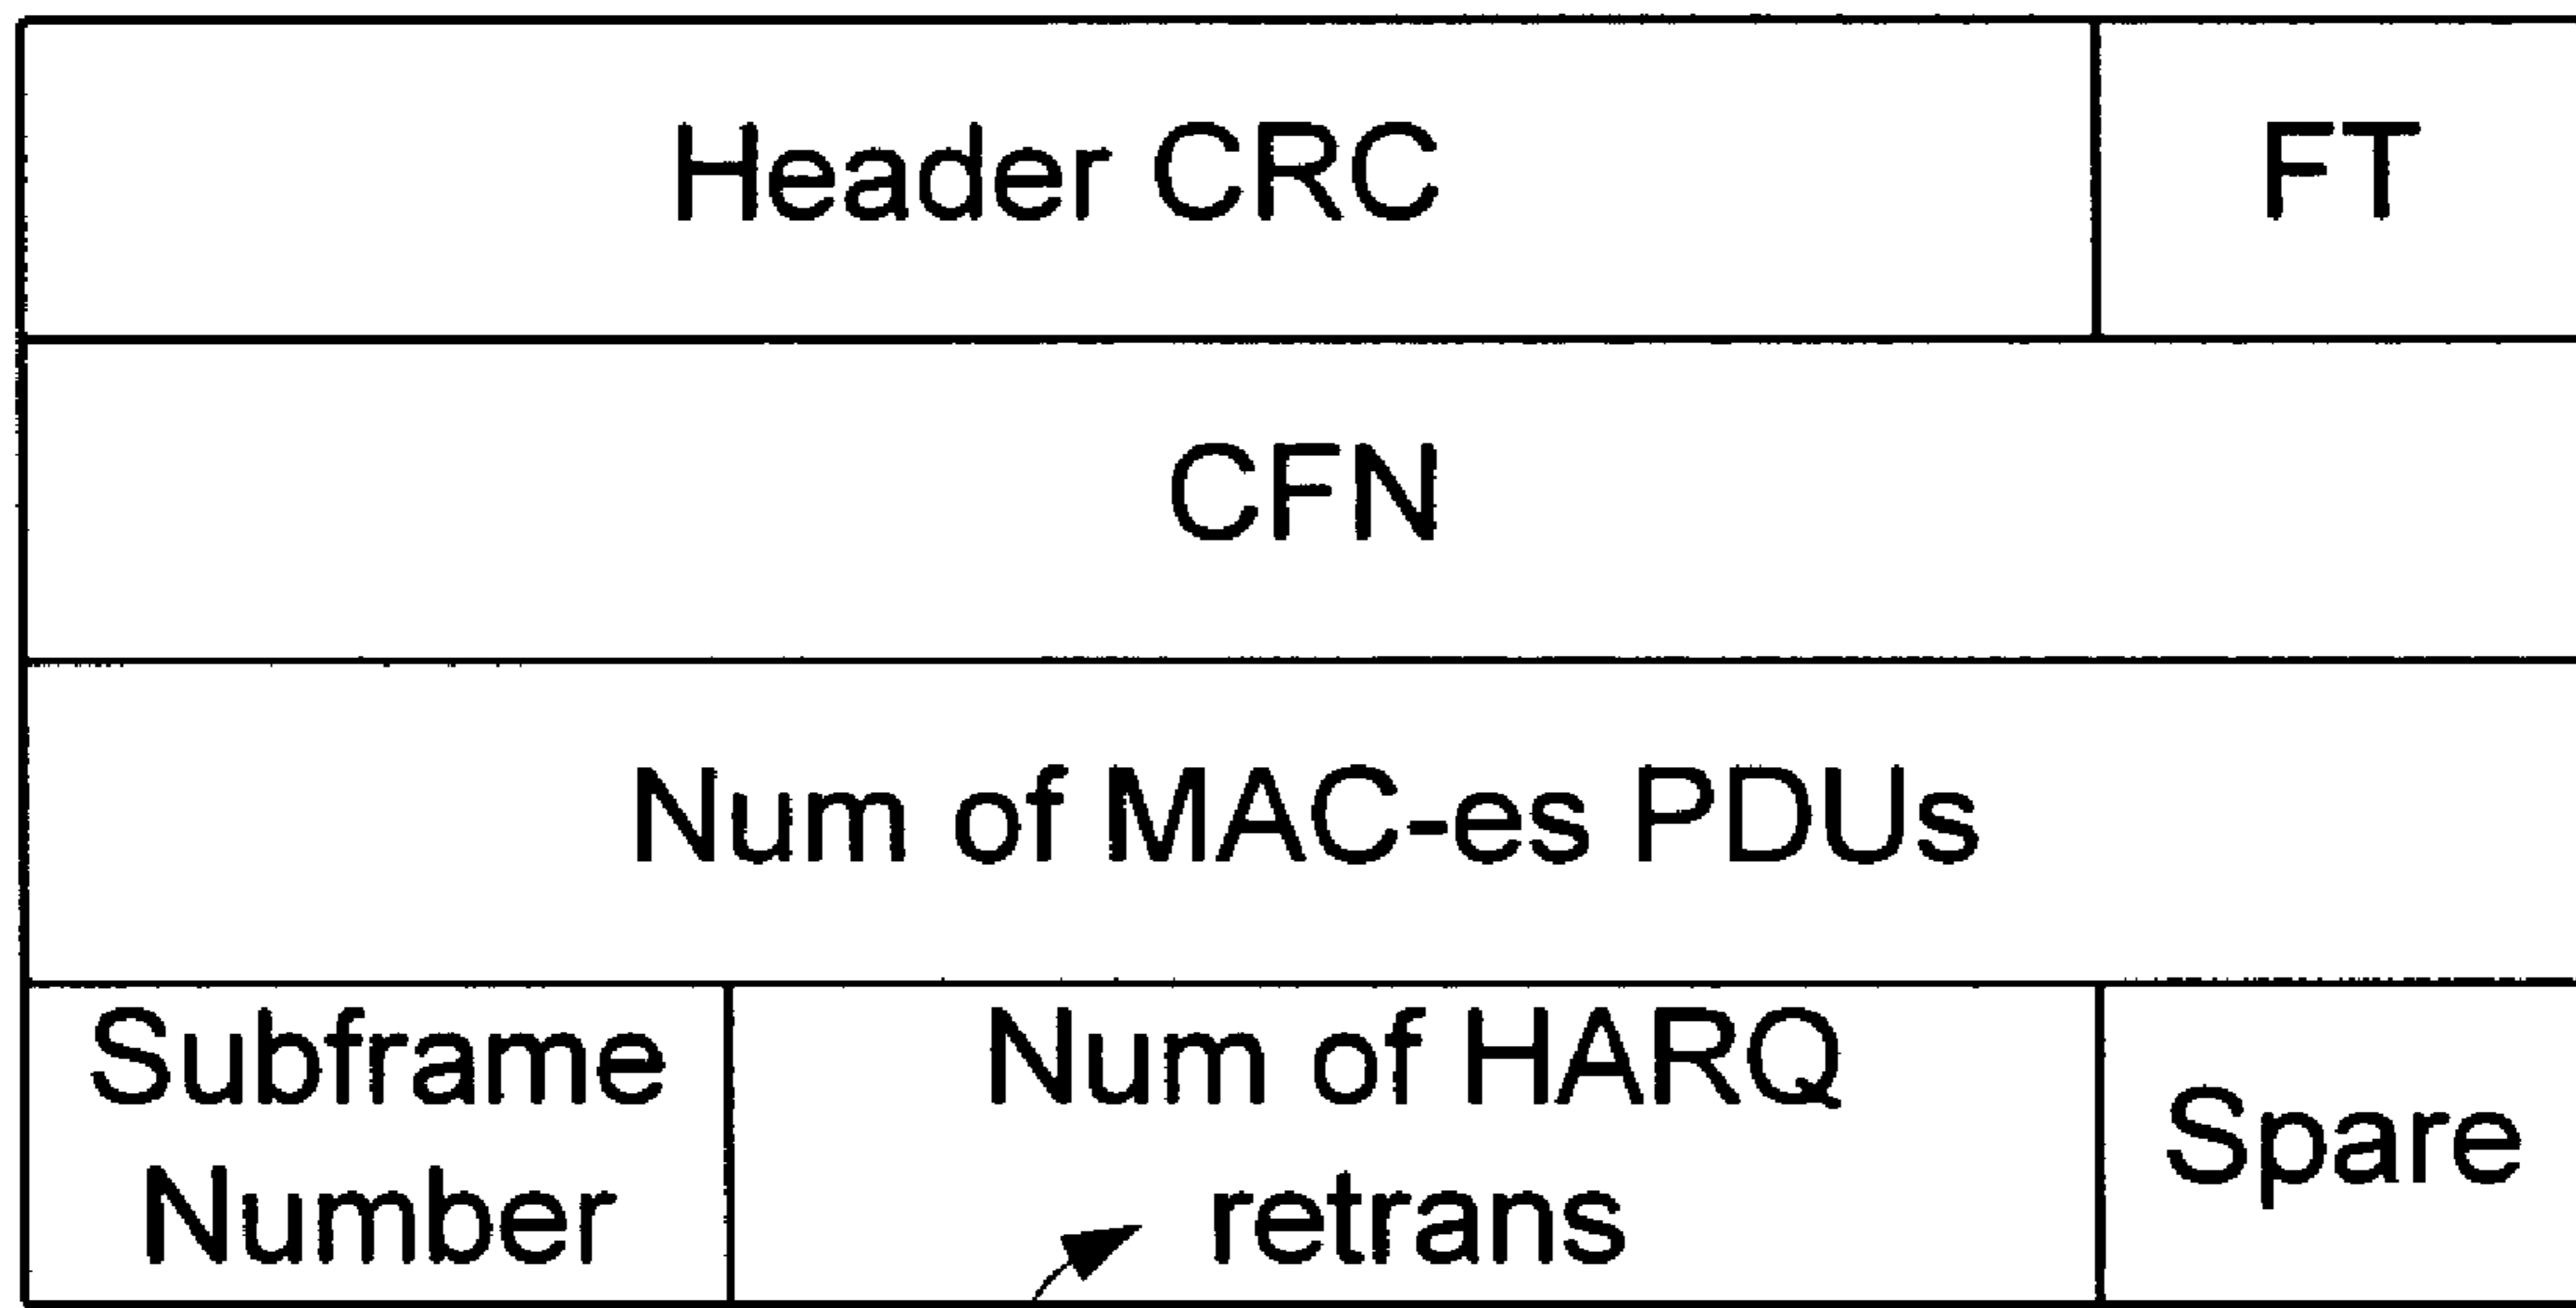 Header CRC
FT
CFN
Num of MAC-es PDUs
Subframe
Number
Num of HARQ
retrans
Spare